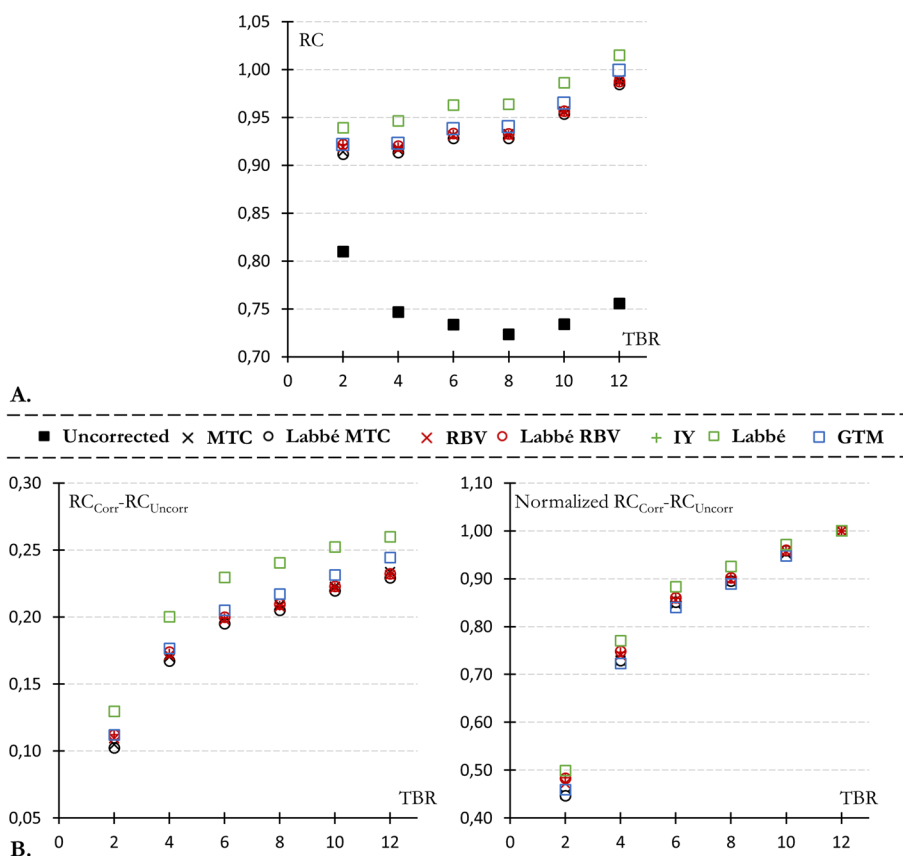 RC
1,05
1,00
0,95
0,90
0,85
0,80
0,75
0,70
TBR
0 2 4 6 8 10 12
A.
Uncorrected MTC Labbé MTC RBV Labbé RBV IY Labbé GTM
RC_Corr-RC_Uncorr
0,30
0,25
0,20
0,15
0,10
0,05
TBR
0 2 4 6 8 10 12
Normalized RC_Corr-RC_Uncorr
1,10
1,00
0,90
0,80
0,70
0,60
0,50
0,40
TBR
0 2 4 6 8 10 12
B.